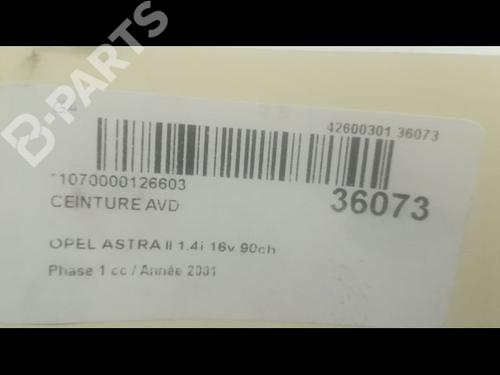 B-PARTS
42600301 36073
11070000126603
36073
CEINTURE AVD
OPEL ASTRA II 1.4i 16v 90ch
Phase 1 cc / Année 2001